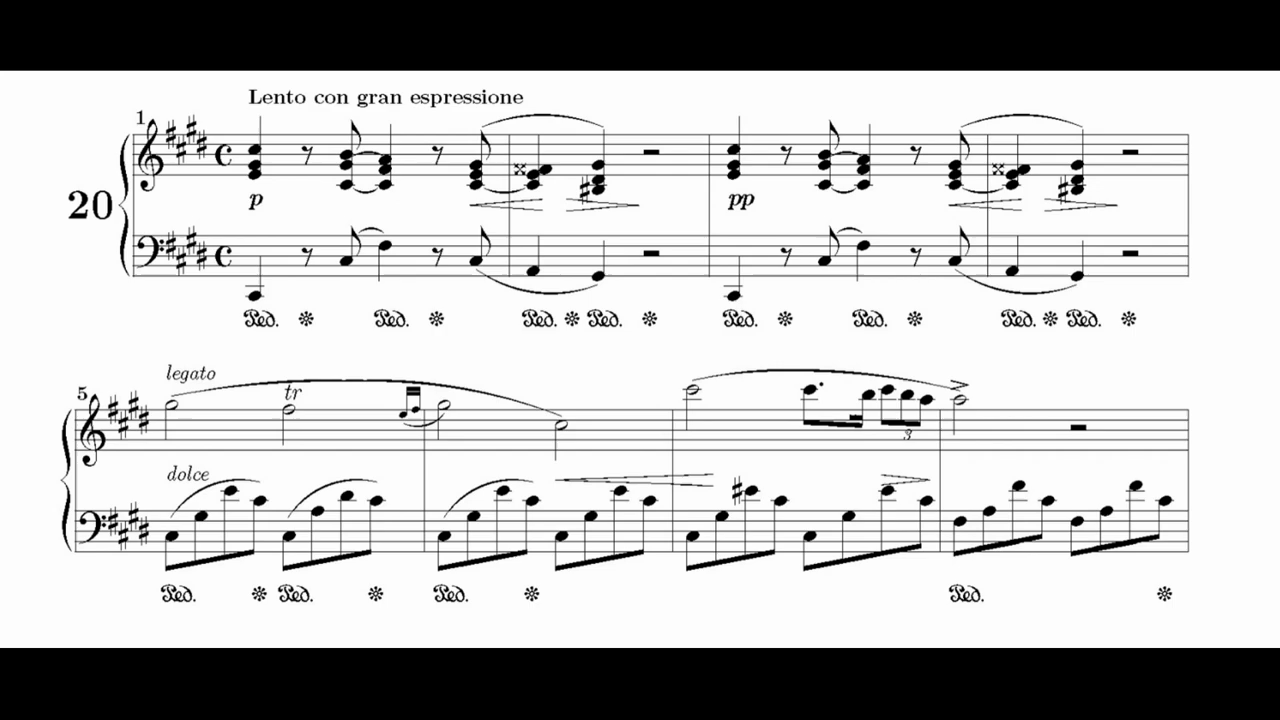 Lento con gran espressione
1
20
p
pp
Ped. Ped. Ped. Ped. Ped. Ped. Ped. Ped.
5
legato
tr
3
dolce
Ped. Ped. Ped. Ped.